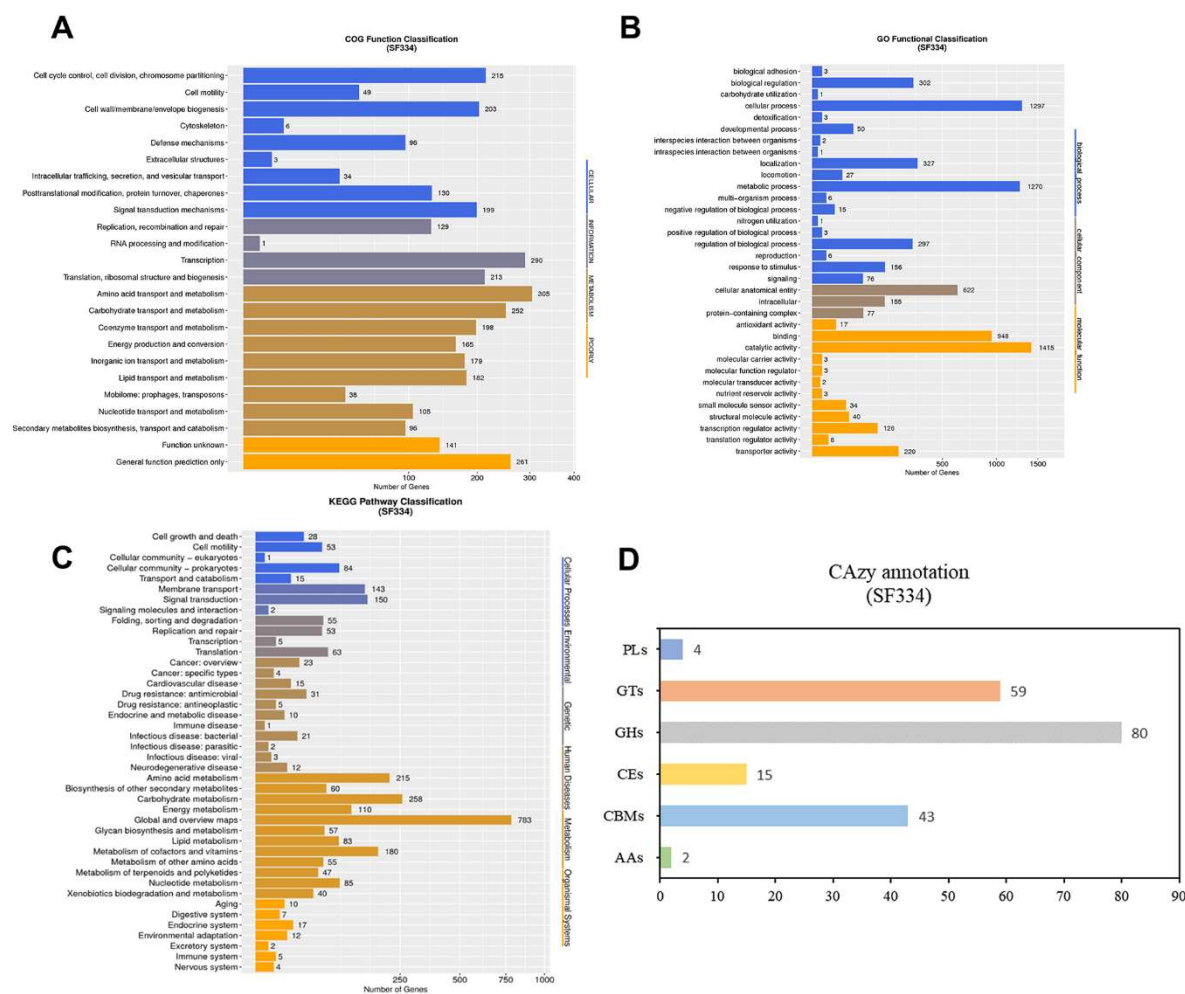 A
COG Function Classification
(SF334)
Cell cycle control, cell division, chromosome partitioning 215
Cell motility 49
Cell wall/membrane/envelope biogenesis 203
Cytoskeleton 6
Defense mechanisms 96
Extracellular structures 3
Intracellular trafficking, secretion, and vesicular transport 34
Posttranslational modification, protein turnover, chaperones 130
Signal transduction mechanisms 199
Replication, recombination and repair 129
RNA processing and modification 1
Transcription 290
Translation, ribosomal structure and biogenesis 213
Amino acid transport and metabolism 305
Carbohydrate transport and metabolism 252
Coenzyme transport and metabolism 198
Energy production and conversion 165
Inorganic ion transport and metabolism 179
Lipid transport and metabolism 182
Mobilome: prophages, transposons 38
Nucleotide transport and metabolism 105
Secondary metabolites biosynthesis, transport and catabolism 96
Function unknown 141
General function prediction only 261
100 200 300 400
Number of Genes
CELLULAR
INFORMATION
METABOLISM
POORLY
B
GO Functional Classification
(SF334)
biological adhesion 3
biological regulation 302
carbohydrate utilization 1
cellular process 1297
detoxification 3
developmental process 50
interspecies interaction between organisms 2
intraspecies interaction between organisms 1
localization 327
locomotion 27
metabolic process 1270
multi-organism process 6
negative regulation of biological process 15
nitrogen utilization 1
positive regulation of biological process 3
regulation of biological process 297
reproduction 6
response to stimulus 156
signaling 76
cellular anatomical entity 622
intracellular
protein-containing complex 77
antioxidant activity 17
binding 948
catalytic activity 1415
molecular carrier activity 3
molecular function regulator 3
molecular transducer activity 2
nutrient reservoir activity 3
small molecule sensor activity 34
structural molecule activity 40
transcription regulator activity 126
translation regulator activity
transporter activity 220
500 1000 1500
Number of Genes
biological_process
cellular_component
molecular_function
C
KEGG Pathway Classification
(SF334)
Cell growth and death 28
Cell motility 53
Cellular community - eukaryotes 1
Cellular community - prokaryotes 84
Transport and catabolism 15
Membrane transport 143
Signal transduction 150
Signaling molecules and interaction 2
Folding, sorting and degradation 55
Replication and repair 53
Transcription 5
Translation 63
Cancer: overview 23
Cancer: specific types 4
Cardiovascular disease 15
Drug resistance: antimicrobial 31
Drug resistance: antineoplastic 5
Endocrine and metabolic disease 10
Immune disease 1
Infectious disease: bacterial 21
Infectious disease: parasitic 2
Infectious disease: viral 3
Neurodegenerative disease 12
Amino acid metabolism 215
Biosynthesis of other secondary metabolites 60
Carbohydrate metabolism 258
Energy metabolism 110
Global and overview maps 783
Glycan biosynthesis and metabolism 57
Lipid metabolism 83
Metabolism of cofactors and vitamins 180
Metabolism of other amino acids 55
Metabolism of terpenoids and polyketides 47
Nucleotide metabolism 85
Xenobiotics biodegradation and metabolism 40
Aging 10
Digestive system 7
Endocrine system 17
Environmental adaptation 12
Excretory system 2
Immune system 5
Nervous system 4
250 500 750 1000
Number of Genes
Cellular Processes
Environmental
Genetic
Human Diseases
Metabolism
Organismal Systems
D
CAzy annotation
(SF334)
PLs 4
GTs 59
GHs 80
CEs 15
CBMs 43
AAs 2
0 10 20 30 40 50 60 70 80 90